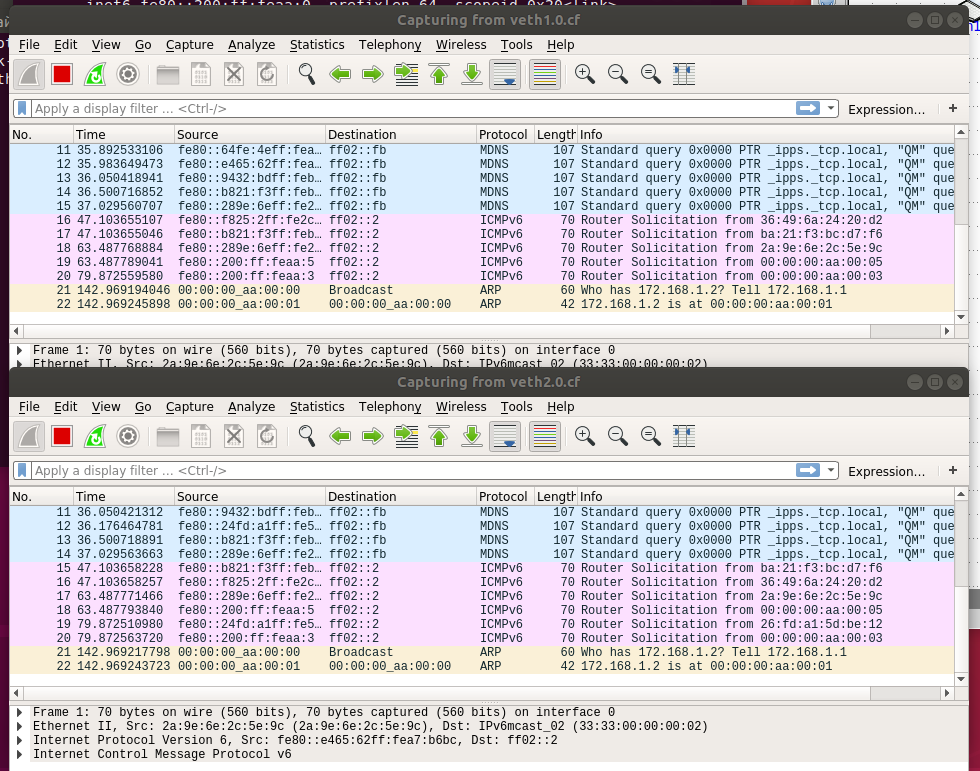 inet6 fe80::200:ff:feaa:0 prefixlen 64 scopeid 0x20<link>
Capturing from veth1.0.cf
File Edit View Go Capture Analyze Statistics Telephony Wireless Tools Help
Apply a display filter ... <Ctrl-/> Expression... +
No. Time Source Destination Protocol Length Info
11 35.892533106 fe80::64fe:4eff:fea... ff02::fb MDNS 107 Standard query 0x0000 PTR _ipps._tcp.local, "QM" que
12 35.983649473 fe80::e465:62ff:fea... ff02::fb MDNS 107 Standard query 0x0000 PTR _ipps._tcp.local, "QM" que
13 36.050418941 fe80::9432:bdff:feb... ff02::fb MDNS 107 Standard query 0x0000 PTR _ipps._tcp.local, "QM" que
14 36.500716852 fe80::b821:f3ff:feb... ff02::fb MDNS 107 Standard query 0x0000 PTR _ipps._tcp.local, "QM" que
15 37.029560707 fe80::289e:6eff:fe2... ff02::fb MDNS 107 Standard query 0x0000 PTR _ipps._tcp.local, "QM" que
16 47.103655107 fe80::f825:2ff:fe2c... ff02::2 ICMPv6 70 Router Solicitation from 36:49:6a:24:20:d2
17 47.103655046 fe80::b821:f3ff:feb... ff02::2 ICMPv6 70 Router Solicitation from ba:21:f3:bc:d7:f6
18 63.487768884 fe80::289e:6eff:fe2... ff02::2 ICMPv6 70 Router Solicitation from 2a:9e:6e:2c:5e:9c
19 63.487789041 fe80::200:ff:feaa:5 ff02::2 ICMPv6 70 Router Solicitation from 00:00:00:aa:00:05
20 79.872559580 fe80::200:ff:feaa:3 ff02::2 ICMPv6 70 Router Solicitation from 00:00:00:aa:00:03
21 142.969194046 00:00:00_aa:00:00 Broadcast ARP 60 Who has 172.168.1.2? Tell 172.168.1.1
22 142.969245898 00:00:00_aa:00:01 00:00:00_aa:00:00 ARP 42 172.168.1.2 is at 00:00:00:aa:00:01
Frame 1: 70 bytes on wire (560 bits), 70 bytes captured (560 bits) on interface 0
Ethernet II, Src: 2a:9e:6e:2c:5e:9c (2a:9e:6e:2c:5e:9c), Dst: IPv6mcast_02 (33:33:00:00:00:02)
Capturing from veth2.0.cf
File Edit View Go Capture Analyze Statistics Telephony Wireless Tools Help
Apply a display filter ... <Ctrl-/> Expression... +
No. Time Source Destination Protocol Length Info
11 36.050421312 fe80::9432:bdff:feb... ff02::fb MDNS 107 Standard query 0x0000 PTR _ipps._tcp.local, "QM" que
12 36.176464781 fe80::24fd:a1ff:fe5... ff02::fb MDNS 107 Standard query 0x0000 PTR _ipps._tcp.local, "QM" que
13 36.500718891 fe80::b821:f3ff:feb... ff02::fb MDNS 107 Standard query 0x0000 PTR _ipps._tcp.local, "QM" que
14 37.029563663 fe80::289e:6eff:fe2... ff02::fb MDNS 107 Standard query 0x0000 PTR _ipps._tcp.local, "QM" que
15 47.103658228 fe80::b821:f3ff:feb... ff02::2 ICMPv6 70 Router Solicitation from ba:21:f3:bc:d7:f6
16 47.103658257 fe80::f825:2ff:fe2c... ff02::2 ICMPv6 70 Router Solicitation from 36:49:6a:24:20:d2
17 63.487771466 fe80::289e:6eff:fe2... ff02::2 ICMPv6 70 Router Solicitation from 2a:9e:6e:2c:5e:9c
18 63.487793840 fe80::200:ff:feaa:5 ff02::2 ICMPv6 70 Router Solicitation from 00:00:00:aa:00:05
19 79.872510980 fe80::24fd:a1ff:fe5... ff02::2 ICMPv6 70 Router Solicitation from 26:fd:a1:5d:be:12
20 79.872563720 fe80::200:ff:feaa:3 ff02::2 ICMPv6 70 Router Solicitation from 00:00:00:aa:00:03
21 142.969217798 00:00:00_aa:00:00 Broadcast ARP 60 Who has 172.168.1.2? Tell 172.168.1.1
22 142.969243723 00:00:00_aa:00:01 00:00:00_aa:00:00 ARP 42 172.168.1.2 is at 00:00:00:aa:00:01
Frame 1: 70 bytes on wire (560 bits), 70 bytes captured (560 bits) on interface 0
Ethernet II, Src: 2a:9e:6e:2c:5e:9c (2a:9e:6e:2c:5e:9c), Dst: IPv6mcast_02 (33:33:00:00:00:02)
Internet Protocol Version 6, Src: fe80::e465:62ff:fea7:b6bc, Dst: ff02::2
Internet Control Message Protocol v6